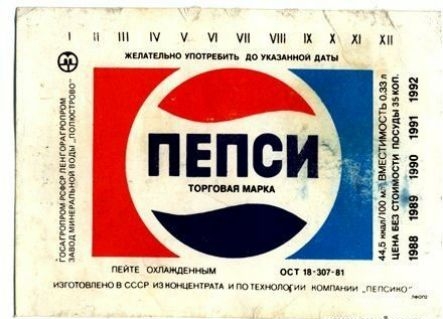 I II III IV V VI VII VIII IX X XI XII
ЖЕЛАТЕЛЬНО УПОТРЕБИТЬ ДО УКАЗАННОЙ ДАТЫ
ГОСАГРОПРОМ РСФСР ЛЕНГОРАГРОПРОМ
ЗАВОД МИНЕРАЛЬНОЙ ВОДЫ „ПОЛЮСТРОВО"
ПЕПСИ
ТОРГОВАЯ МАРКА
44,5 ккал/100 мл ВМЕСТИМОСТЬ 0.33 л
ЦЕНА БЕЗ СТОИМОСТИ ПОСУДЫ 35 КОП.
1988 1989 1990 1991 1992
ПЕЙТЕ ОХЛАЖДЕННЫМ
ОСТ 18-307-81
ИЗГОТОВЛЕНО В СССР ИЗ КОНЦЕНТРАТА И ПО ТЕХНОЛОГИИ КОМПАНИИ „ПЕПСИКО"